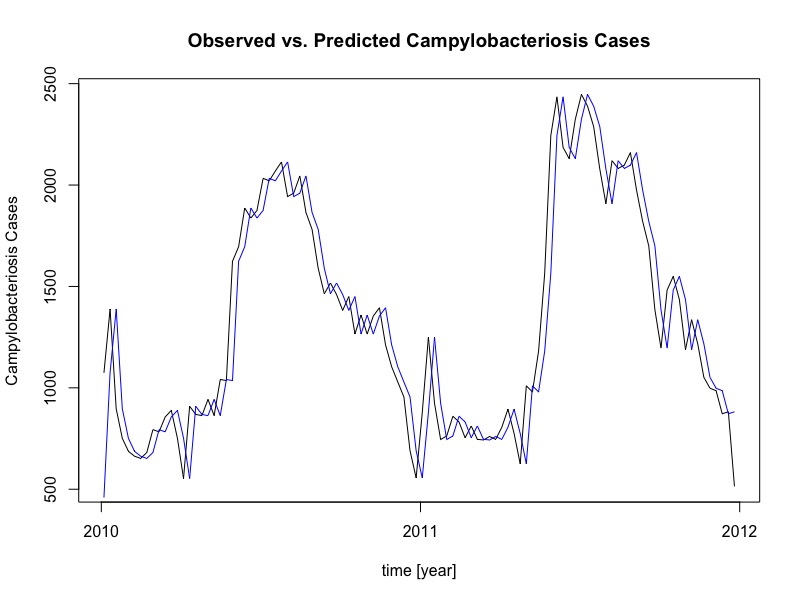 Observed vs. Predicted Campylobacteriosis Cases
Campylobacteriosis Cases
2500
2000
1500
1000
500
2010
2011
2012
time [year]